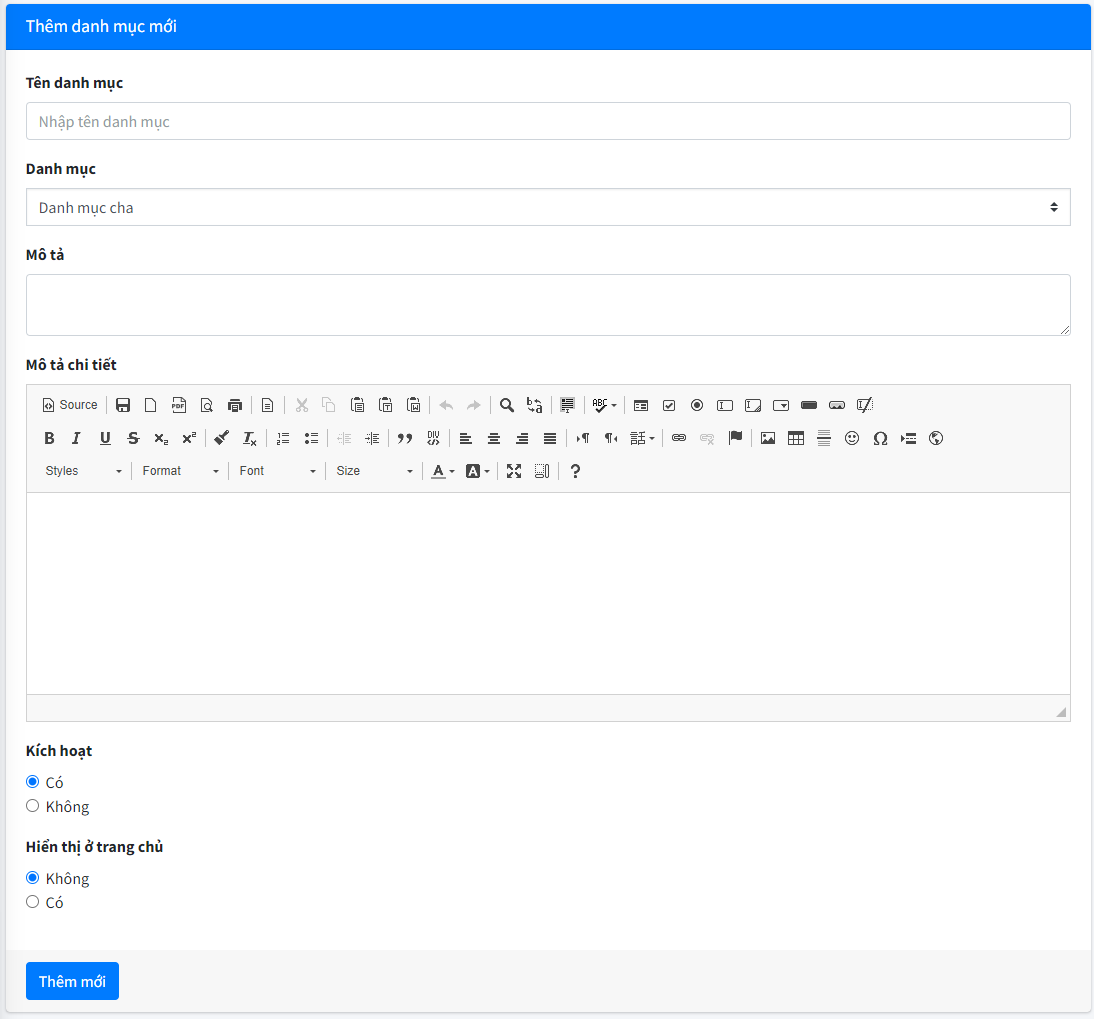 Thêm danh mục mới
Tên danh mục
Nhập tên danh mục
Danh mục
Danh mục cha
Mô tả
Mô tả chi tiết
Source
Styles Format Font Size
Kích hoạt
Có
Không
Hiển thị ở trang chủ
Không
Có
Thêm mới